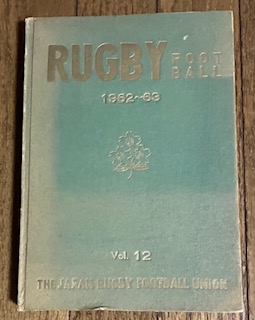 RUGBY FOOT
BALL
1962~63
Vol. 12
THE JAPAN RUGBY FOOTBALL UNION